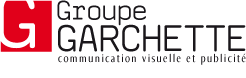 G
Groupe
GARCHETTE
communication visuelle et publicité